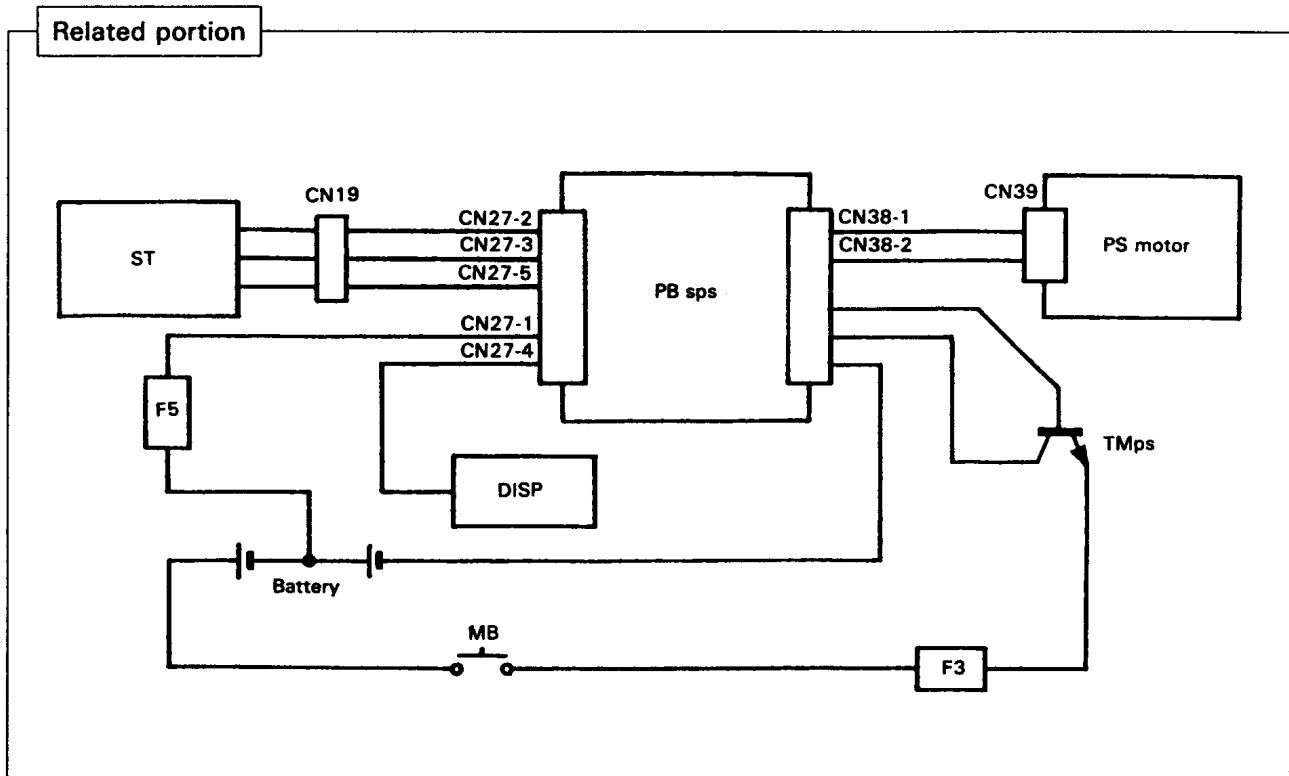 Related portion
CN19
CN39
CN27-2
CN38-1
CN27-3
CN38-2
ST
PS motor
CN27-5
PB sps
CN27-1
CN27-4
F5
TMps
DISP
Battery
MB
F3